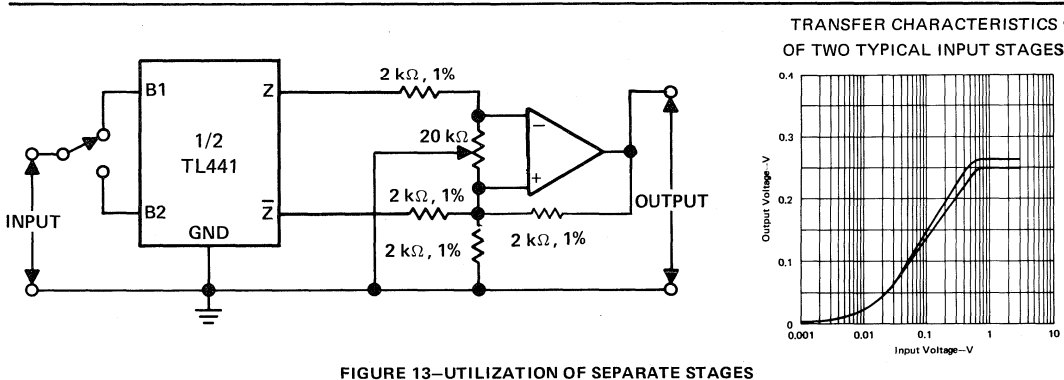 TRANSFER CHARACTERISTICS
OF TWO TYPICAL INPUT STAGES
B1
Z
1/2
TL441
B2
Z̅
GND
INPUT
2 kΩ, 1%
20 kΩ
2 kΩ, 1%
2 kΩ, 1%
2 kΩ, 1%
−
+
OUTPUT
Output Voltage–V
0.4
0.3
0.2
0.1
0
0.001
0.01
0.1
1
10
Input Voltage–V
FIGURE 13–UTILIZATION OF SEPARATE STAGES